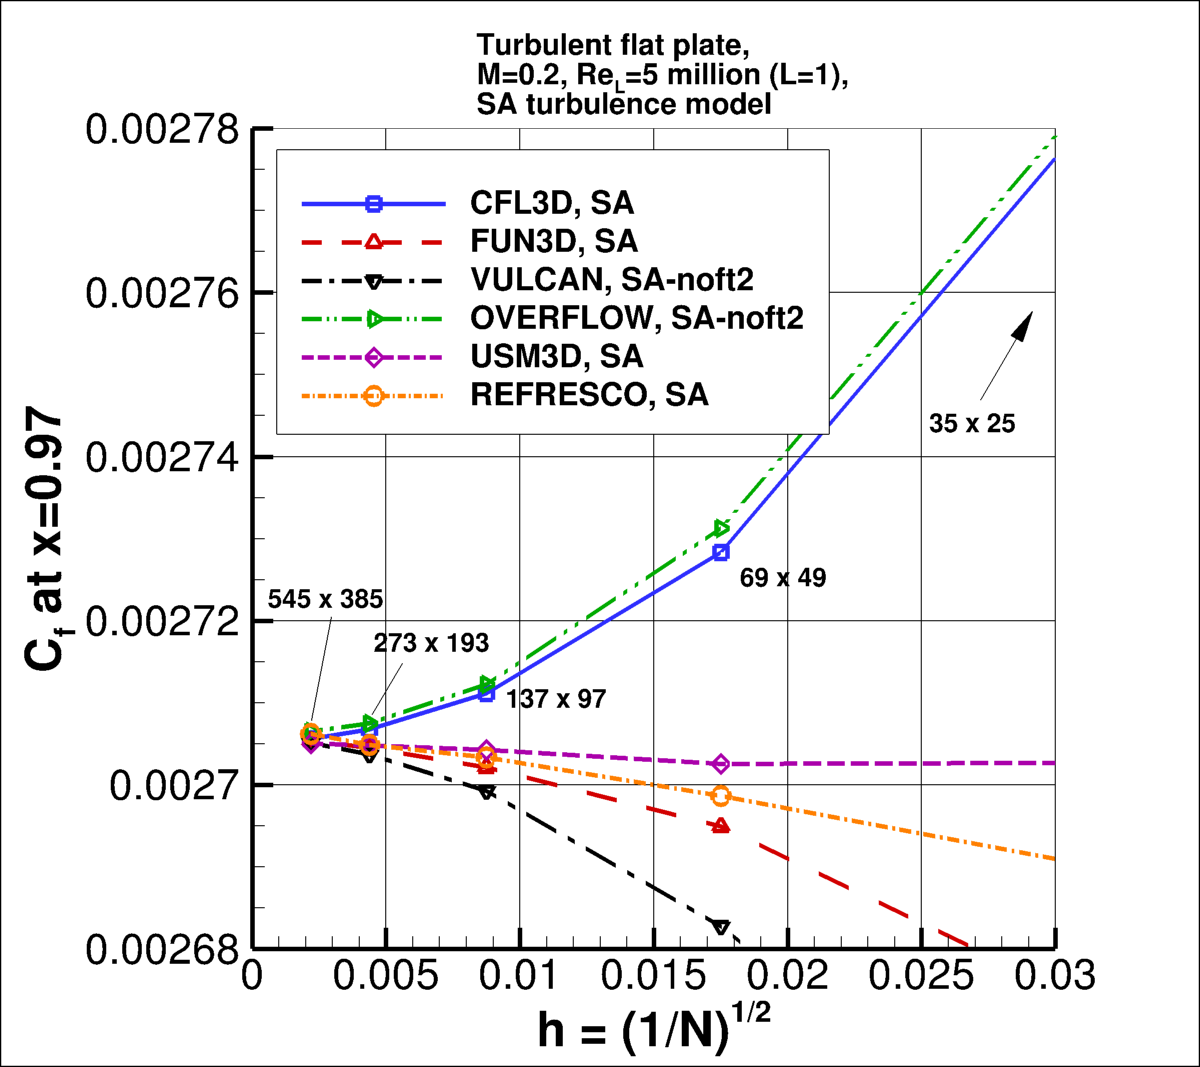 Turbulent flat plate,
M=0.2, Re_L=5 million (L=1),
SA turbulence model
0.00278
0.00276
0.00274
0.00272
0.0027
0.00268
C_f at x=0.97
CFL3D, SA
FUN3D, SA
VULCAN, SA-noft2
OVERFLOW, SA-noft2
USM3D, SA
REFRESCO, SA
35 x 25
69 x 49
545 x 385
273 x 193
137 x 97
0 0.005 0.01 0.015 0.02 0.025 0.03
h = (1/N)^1/2